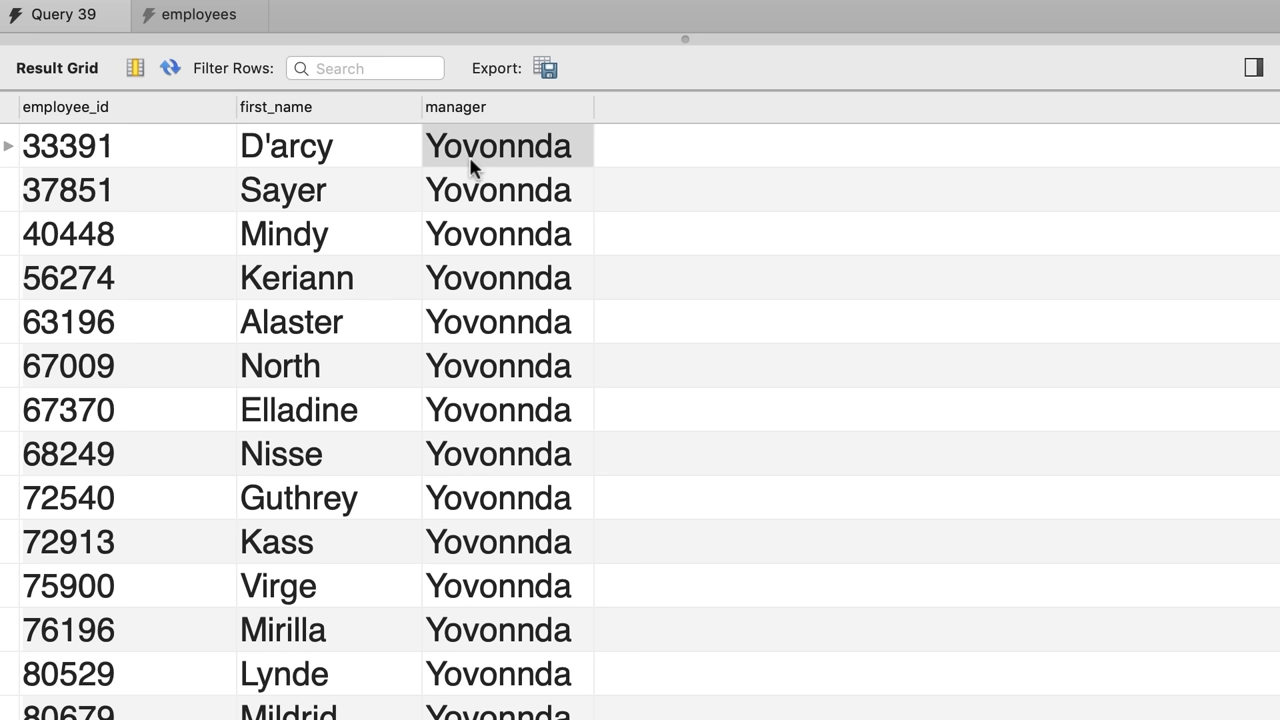 Query 39 employees
Result Grid Filter Rows: Search Export:
employee_id first_name manager
33391 D'arcy Yovonnda
37851 Sayer Yovonnda
40448 Mindy Yovonnda
56274 Keriann Yovonnda
63196 Alaster Yovonnda
67009 North Yovonnda
67370 Elladine Yovonnda
68249 Nisse Yovonnda
72540 Guthrey Yovonnda
72913 Kass Yovonnda
75900 Virge Yovonnda
76196 Mirilla Yovonnda
80529 Lynde Yovonnda
80679 Mildrid Yovonnda